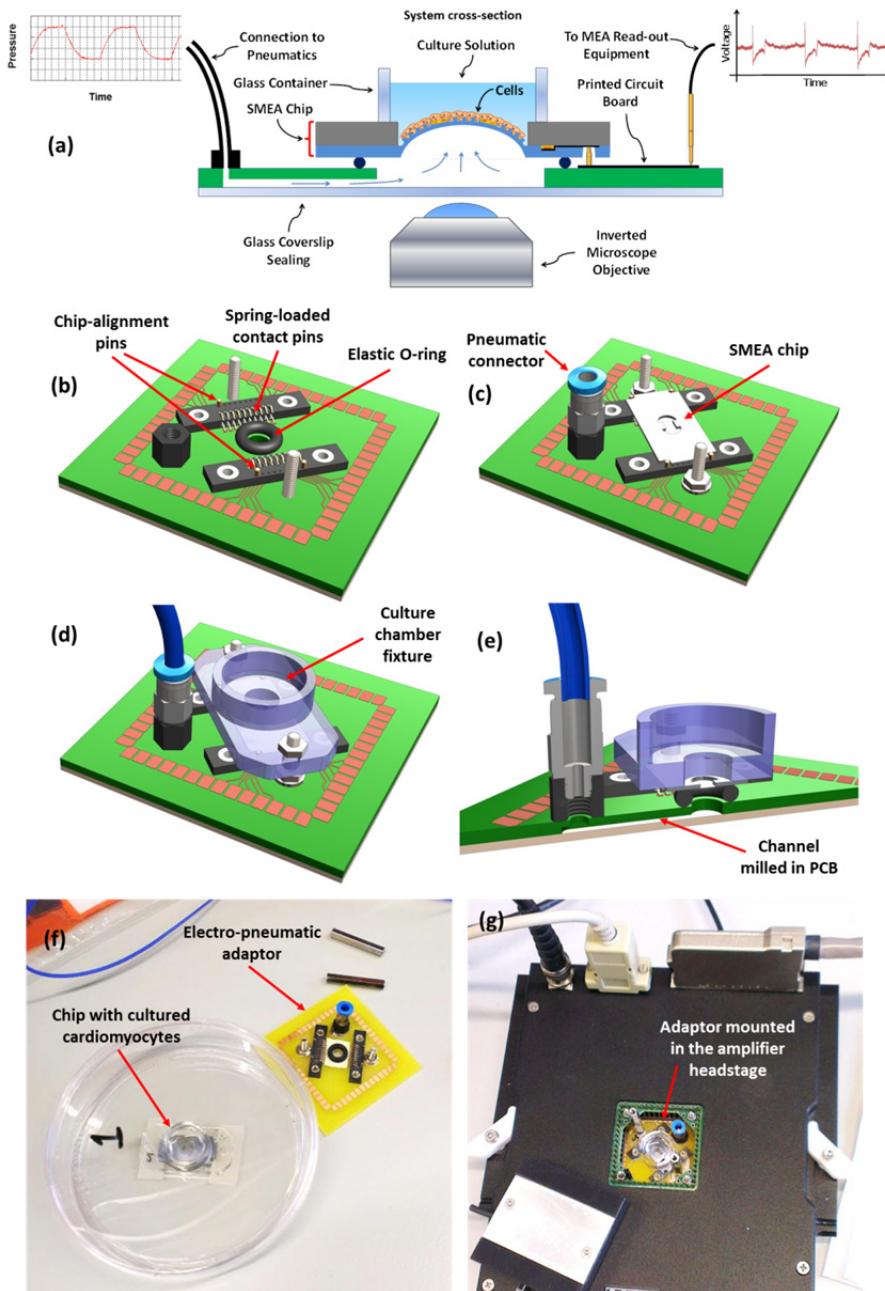 System cross-section
Pressure
Time
Connection to
Pneumatics
Culture Solution
Glass Container
SMEA Chip
Cells
To MEA Read-out
Equipment
Printed Circuit
Board
Voltage
Time
(a)
Glass Coverslip
Sealing
Inverted
Microscope
Objective
Chip-alignment
pins
Spring-loaded
contact pins
Elastic O-ring
(b)
Pneumatic
connector
SMEA chip
(c)
(d)
Culture
chamber
fixture
(e)
Channel
milled in PCB
(f)
Electro-pneumatic
adaptor
Chip with cultured
cardiomyocytes
1
5
(g)
Adaptor mounted
in the amplifier
headstage